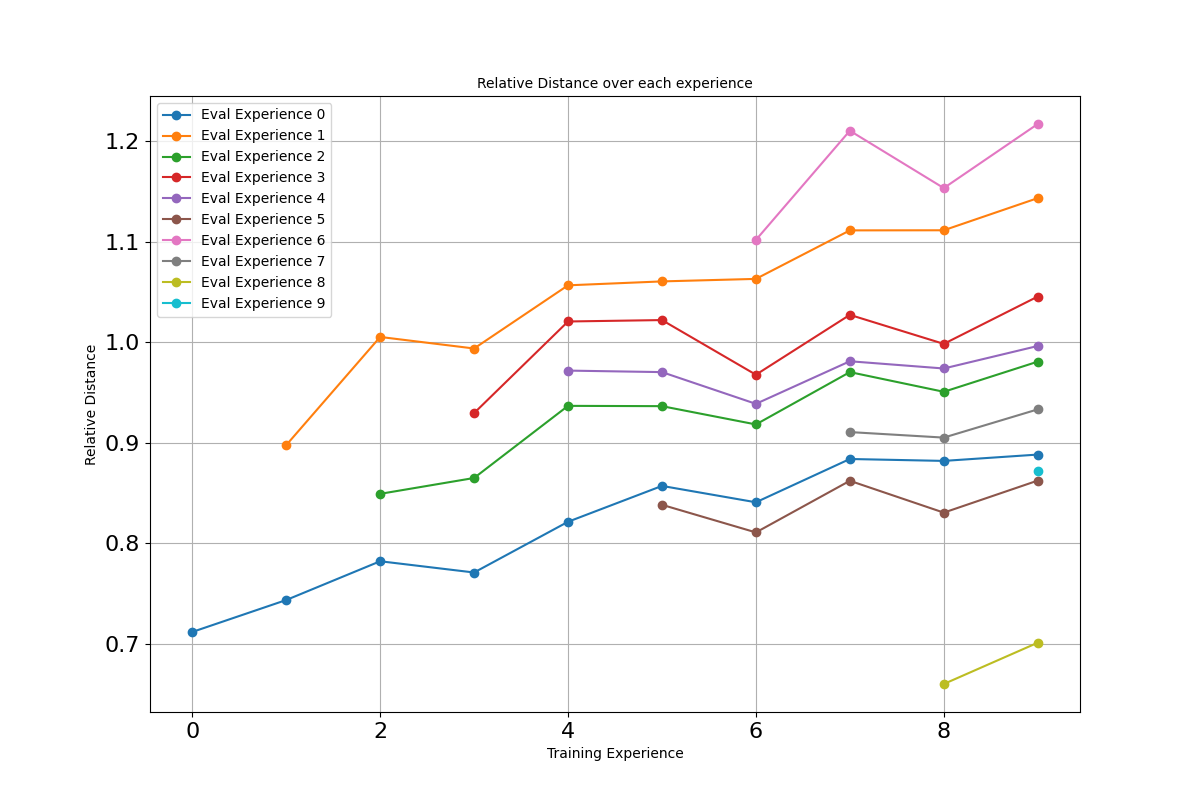 Relative Distance over each experience
Eval Experience 0
Eval Experience 1
Eval Experience 2
Eval Experience 3
Eval Experience 4
Eval Experience 5
Eval Experience 6
Eval Experience 7
Eval Experience 8
Eval Experience 9
1.2
1.1
1.0
0.9
0.8
0.7
Relative Distance
0 2 4 6 8
Training Experience